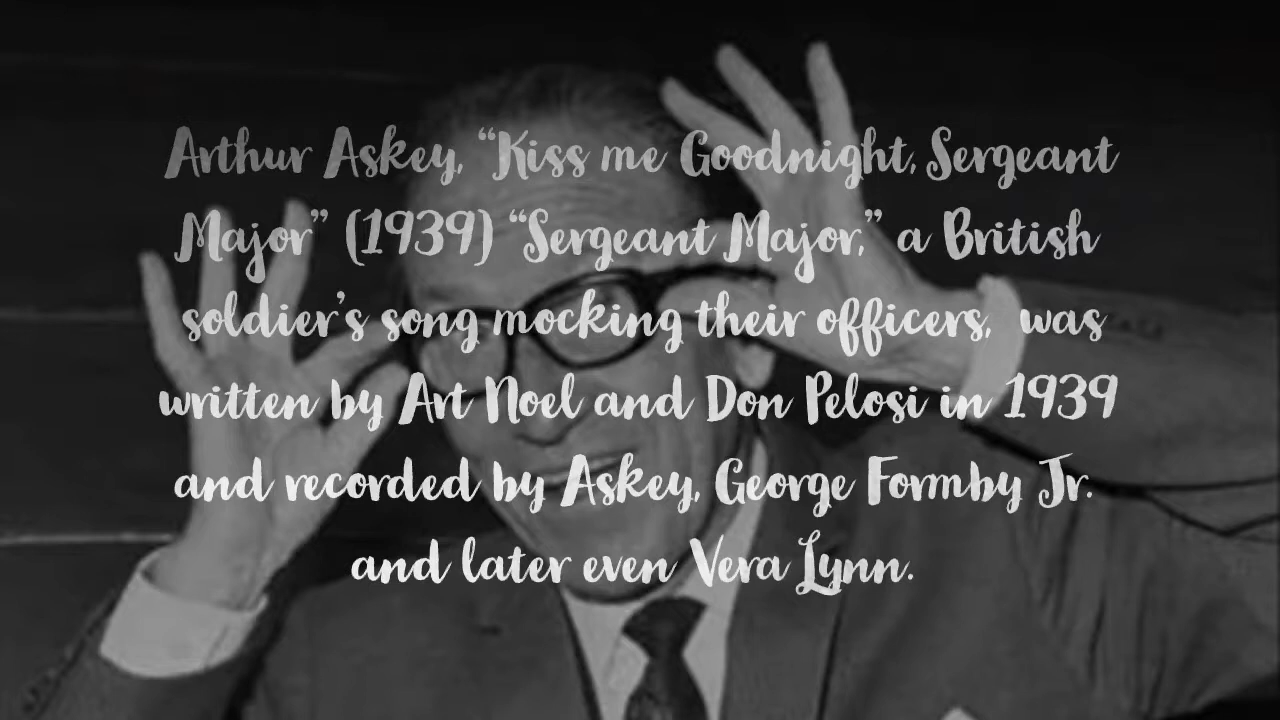 Arthur Askey, “Kiss me Goodnight, Sergeant
Major” (1939) “Sergeant Major,” a British
soldier’s song mocking their officers,  was
written by Art Noel and Don Pelosi in 1939
and recorded by Askey, George Formby Jr.
and later even Vera Lynn.